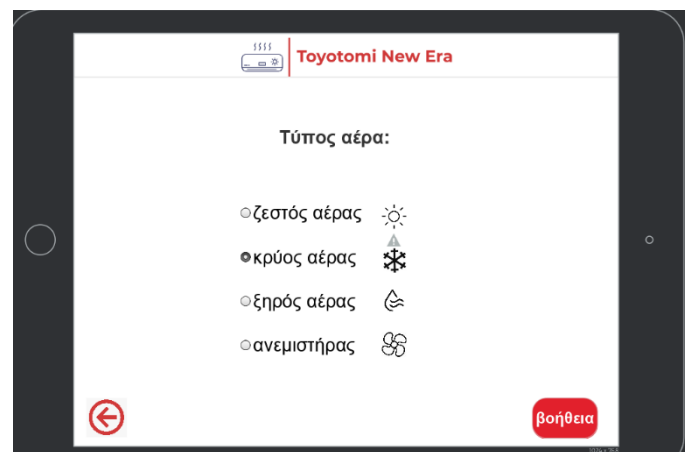 Toyotomi New Era
Τύπος αέρα:
ζεστός αέρας
κρύος αέρας
ξηρός αέρας
ανεμιστήρας
βοήθεια